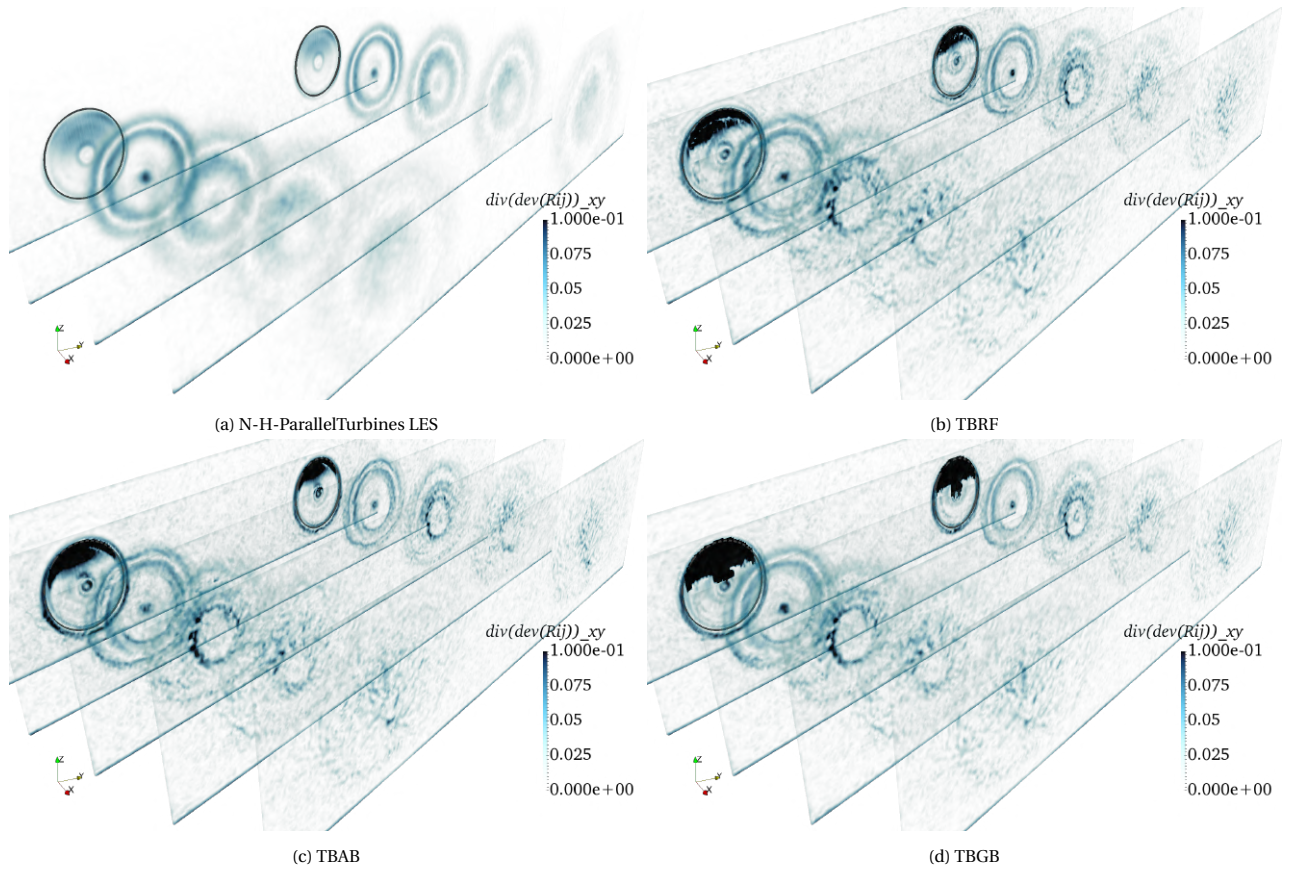 div(dev(Rij))_xy
1.000e-01
0.075
0.05
0.025
0.000e+00
Z
Y
X
(a) N-H-ParallelTurbines LES
div(dev(Rij))_xy
1.000e-01
0.075
0.05
0.025
0.000e+00
Z
Y
X
(b) TBRF
div(dev(Rij))_xy
1.000e-01
0.075
0.05
0.025
0.000e+00
Z
Y
X
(c) TBAB
div(dev(Rij))_xy
1.000e-01
0.075
0.05
0.025
0.000e+00
Z
Y
X
(d) TBGB